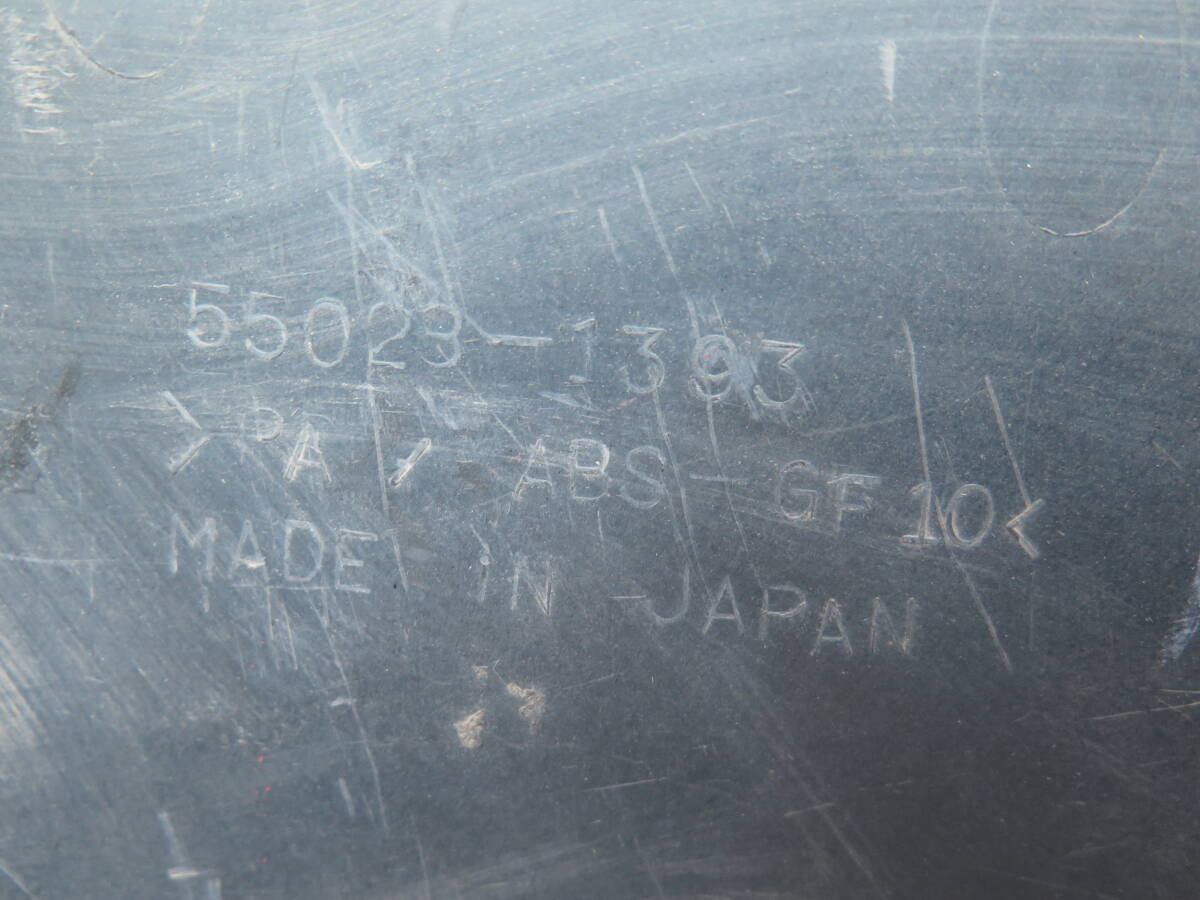 55023-1393
>PA/ABS-GF10<
MADE IN JAPAN